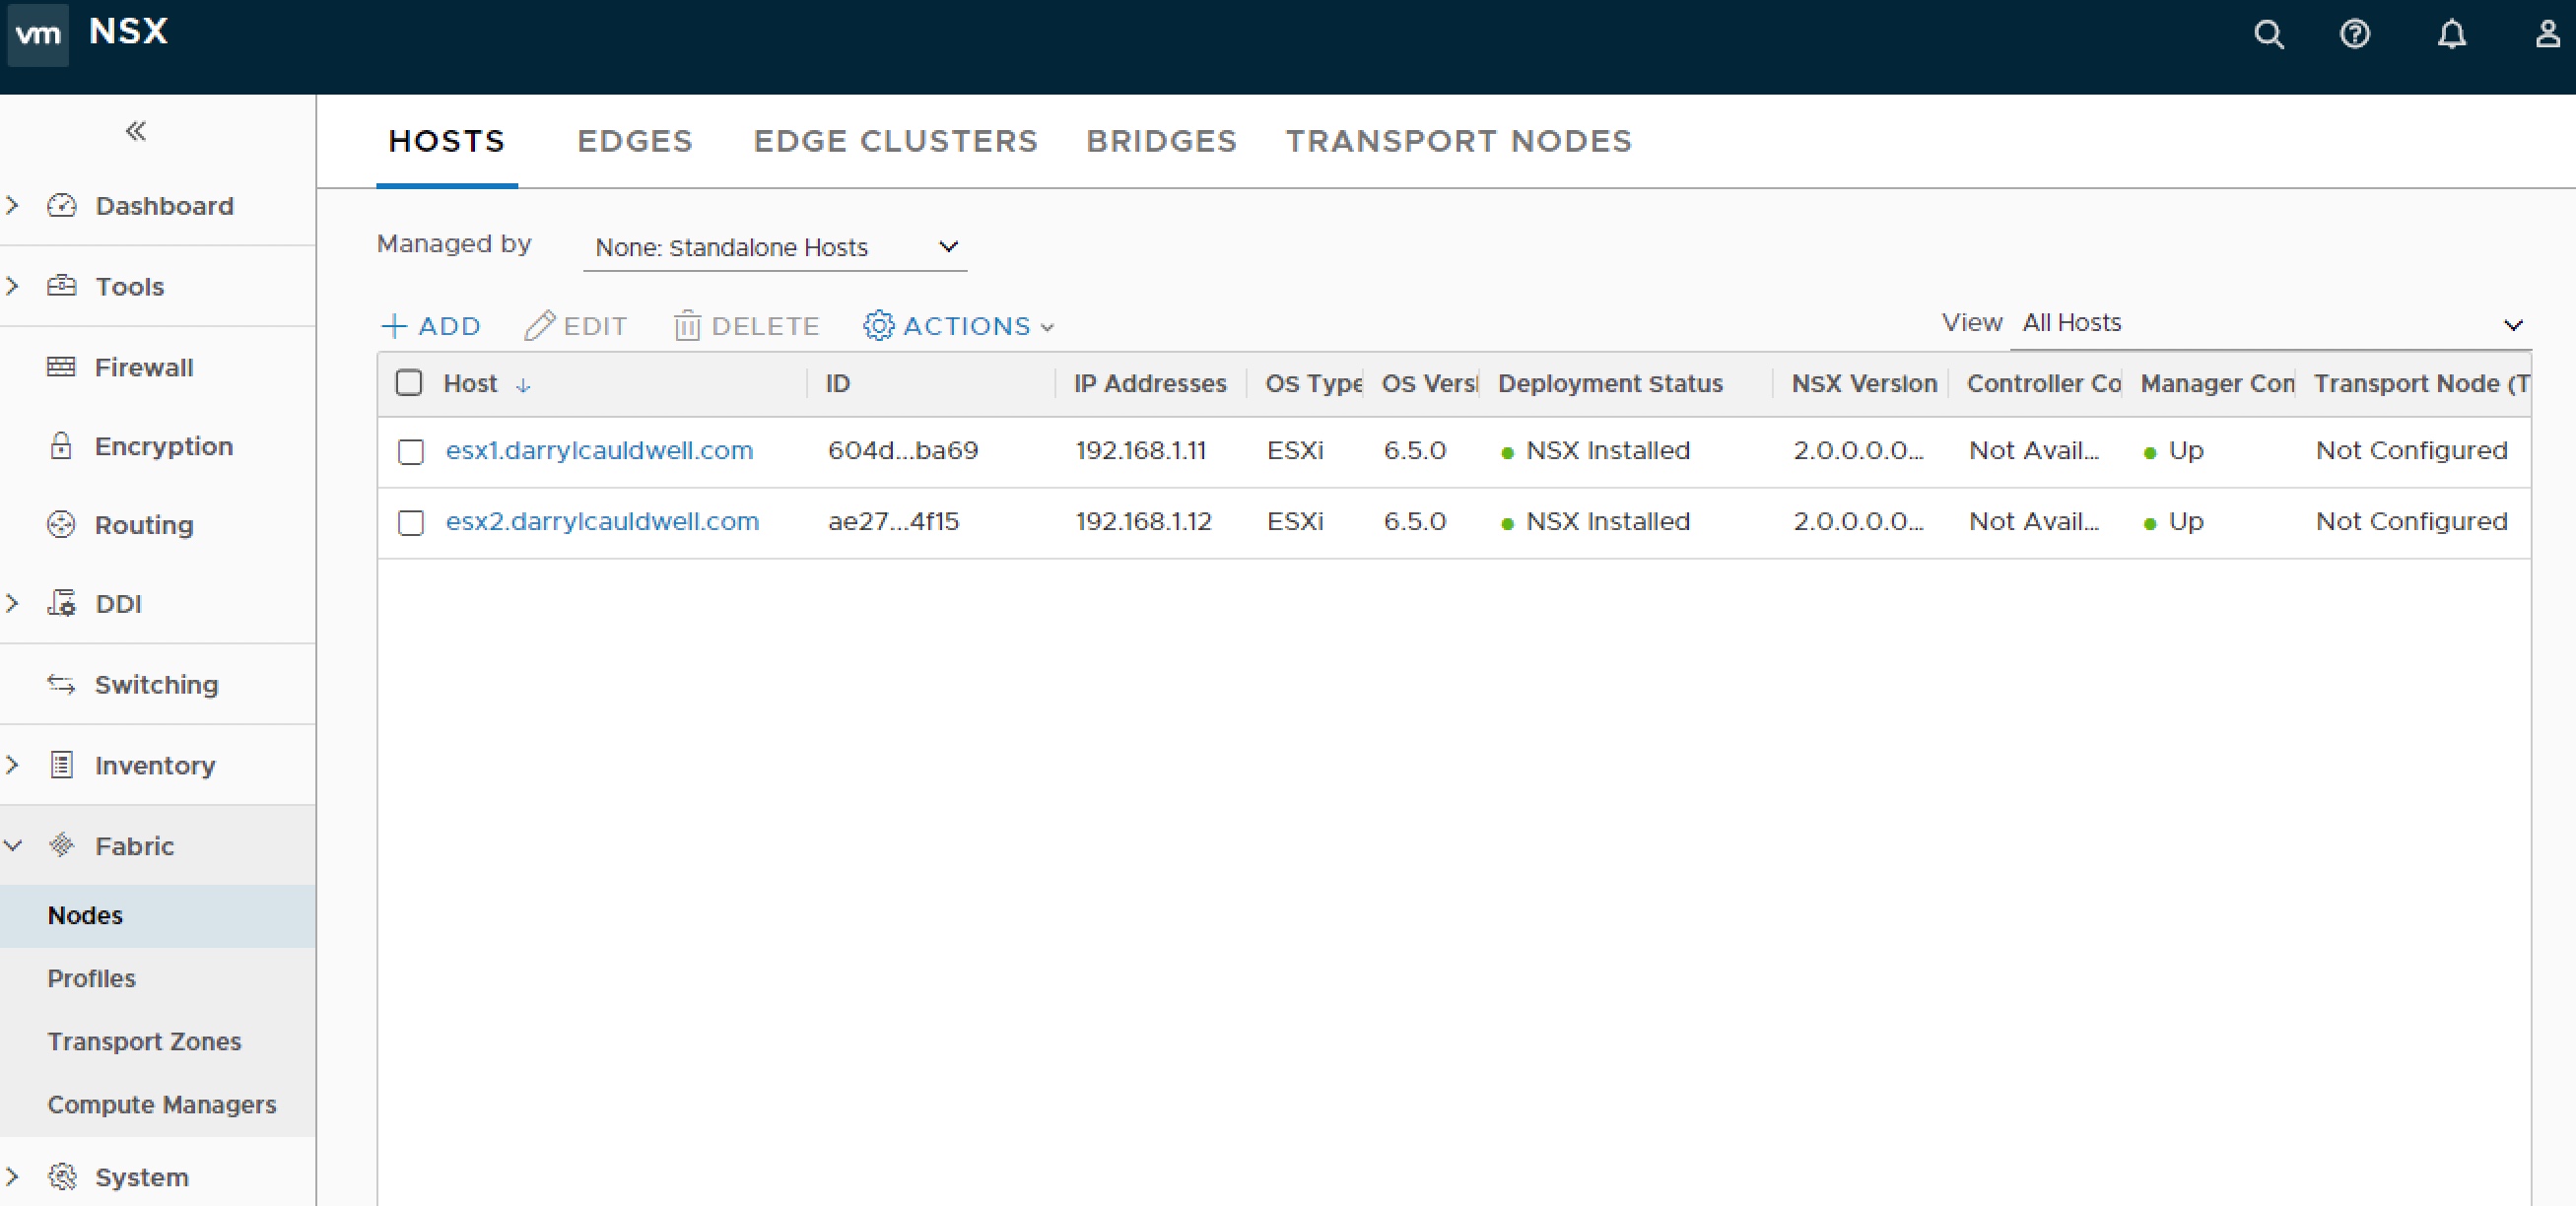 vm NSX
HOSTS EDGES EDGE CLUSTERS BRIDGES TRANSPORT NODES
Dashboard
Tools
Firewall
Encryption
Routing
DDI
Switching
Inventory
Fabric
Nodes
Profiles
Transport Zones
Compute Managers
System
Managed by None: Standalone Hosts
ADD EDIT DELETE ACTIONS View All Hosts
Host ID IP Addresses OS Type OS Versi Deployment Status NSX Version Controller Co Manager Con Transport Node (T
esx1.darrylcauldwell.com 604d...ba69 192.168.1.11 ESXi 6.5.0 NSX Installed 2.0.0.0.0... Not Avail... Up Not Configured
esx2.darrylcauldwell.com ae27...4f15 192.168.1.12 ESXi 6.5.0 NSX Installed 2.0.0.0.0... Not Avail... Up Not Configured